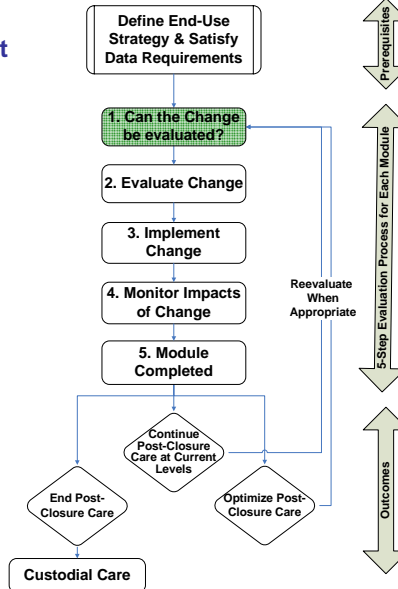 t
Define End-Use
Strategy & Satisfy
Data Requirements
1. Can the Change
be evaluated?
2. Evaluate Change
3. Implement
Change
4. Monitor Impacts
of Change
5. Module
Completed
Reevaluate
When
Appropriate
Continue
Post-Closure
Care at Current
Levels
End Post-
Closure Care
Optimize Post-
Closure Care
Custodial Care
Prerequisites
5-Step Evaluation Process for Each Module
Outcomes